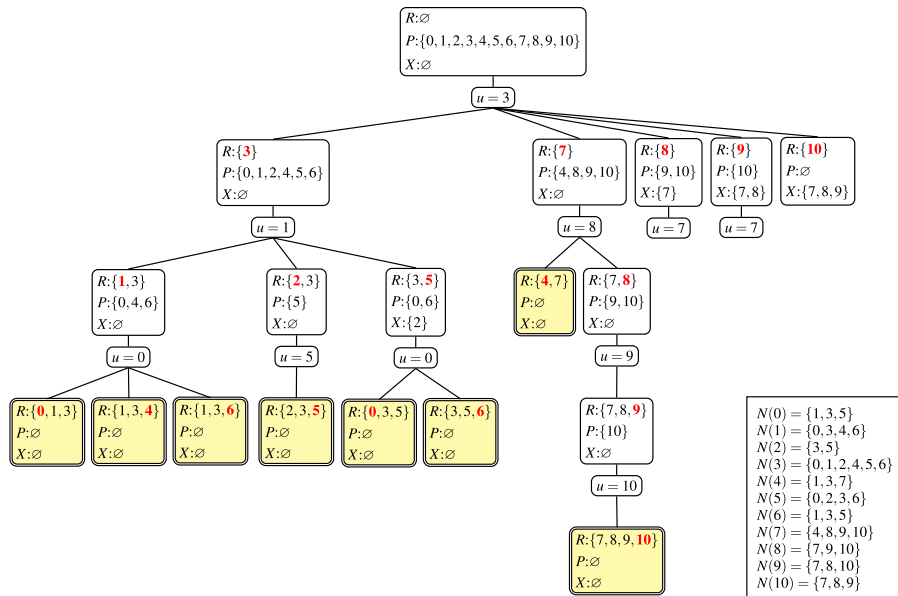 R:∅
P:{0,1,2,3,4,5,6,7,8,9,10}
X:∅
u = 3
R:{3}
P:{0,1,2,4,5,6}
X:∅
R:{7}
P:{4,8,9,10}
X:∅
R:{8}
P:{9,10}
X:{7}
R:{9}
P:{10}
X:{7,8}
R:{10}
P:∅
X:{7,8,9}
u = 1
u = 8
u = 7
u = 7
R:{1,3}
P:{0,4,6}
X:∅
R:{2,3}
P:{5}
X:∅
R:{3,5}
P:{0,6}
X:{2}
R:{4,7}
P:∅
X:∅
R:{7,8}
P:{9,10}
X:∅
u = 0
u = 5
u = 0
u = 9
R:{0,1,3}
P:∅
X:∅
R:{1,3,4}
P:∅
X:∅
R:{1,3,6}
P:∅
X:∅
R:{2,3,5}
P:∅
X:∅
R:{0,3,5}
P:∅
X:∅
R:{3,5,6}
P:∅
X:∅
R:{7,8,9}
P:{10}
X:∅
u = 10
R:{7,8,9,10}
P:∅
X:∅
N(0) = {1,3,5}
N(1) = {0,3,4,6}
N(2) = {3,5}
N(3) = {0,1,2,4,5,6}
N(4) = {1,3,7}
N(5) = {0,2,3,6}
N(6) = {1,3,5}
N(7) = {4,8,9,10}
N(8) = {7,9,10}
N(9) = {7,8,10}
N(10) = {7,8,9}